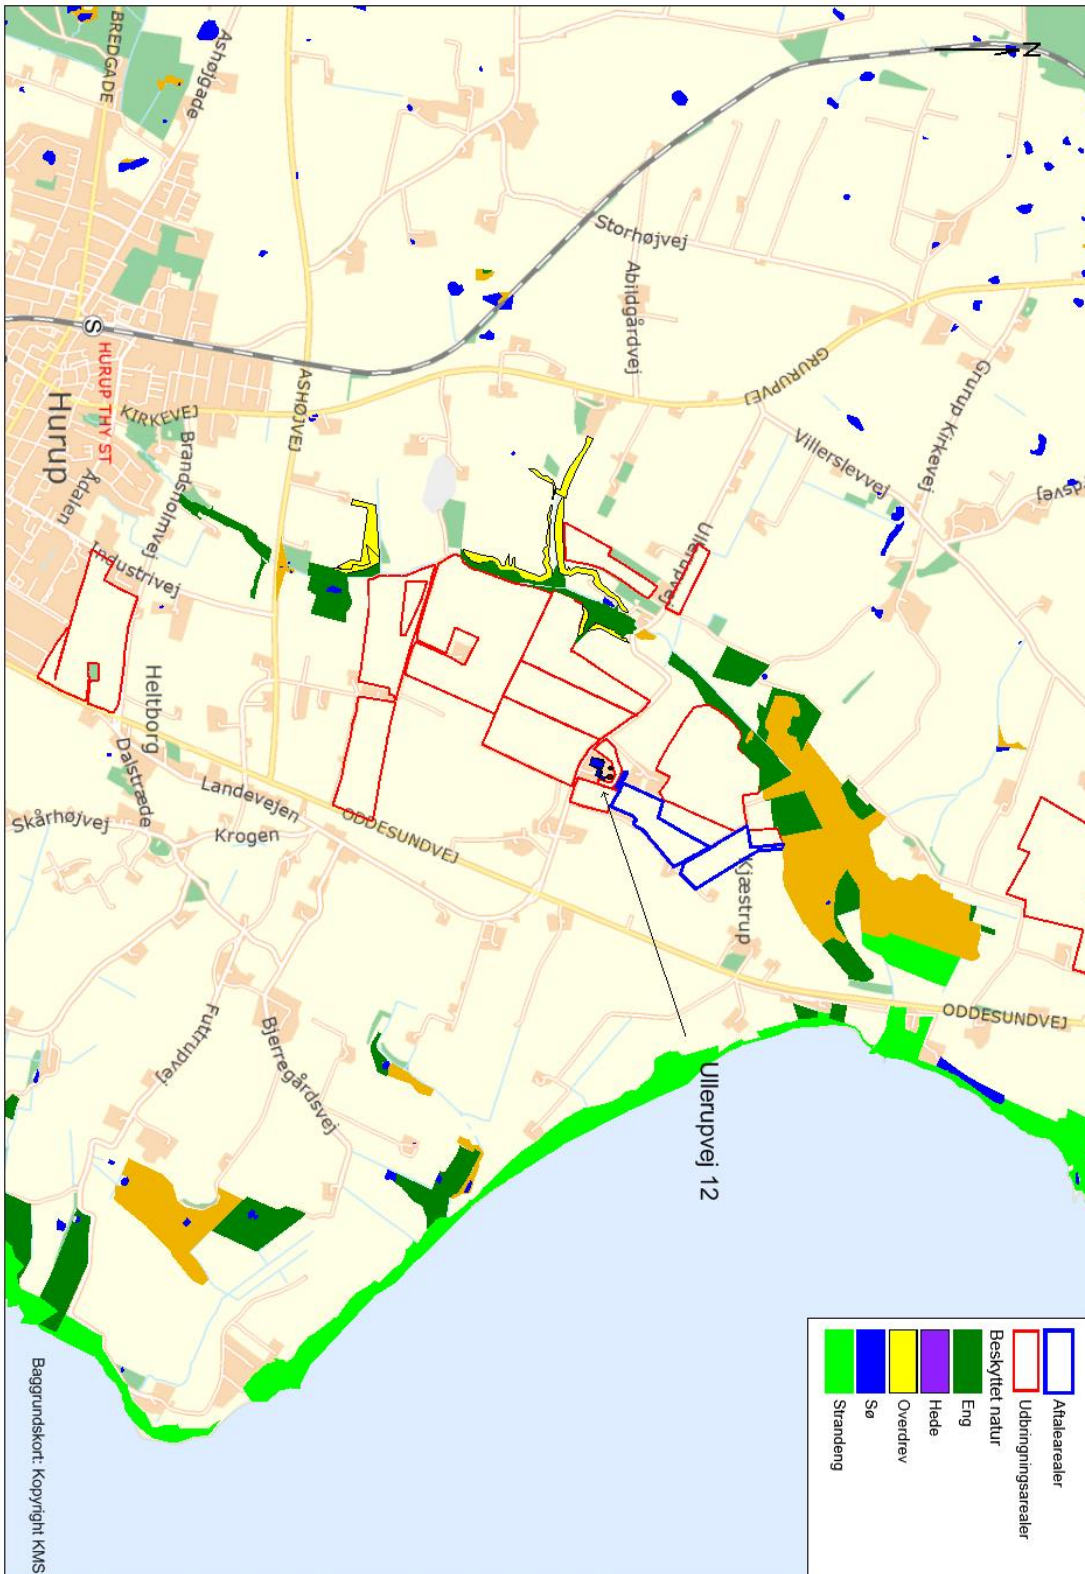 BREDGADE
Ashøjgade
N
Storhøjvej
Abildgårdvej
GRURUPVEJ
Grurup Kirkevej
Villerslevvej
dsvej
S
HURUP THY ST
Hurup
KIRKEVEJ
ASHØJVEJ
Ådalen
Brandsholmvej
Industrivej
Ullerupvej
Heltborg
Dalstræde
Landevejen
Skårhøjvej
Krogen
ODDESUNDVEJ
Kjæstrup
ODDESUNDVEJ
Futtrupvej
Bjerregårdsvej
Ullerupvej 12
Aftalearealer
Udbringningsarealer
Beskyttet natur
Eng
Hede
Overdrev
Sø
Strandeng
Baggrundskort: Kopyright KMS